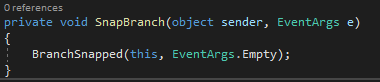 0 references
private void SnapBranch(object sender, EventArgs e)
{
    BranchSnapped(this, EventArgs.Empty);
}